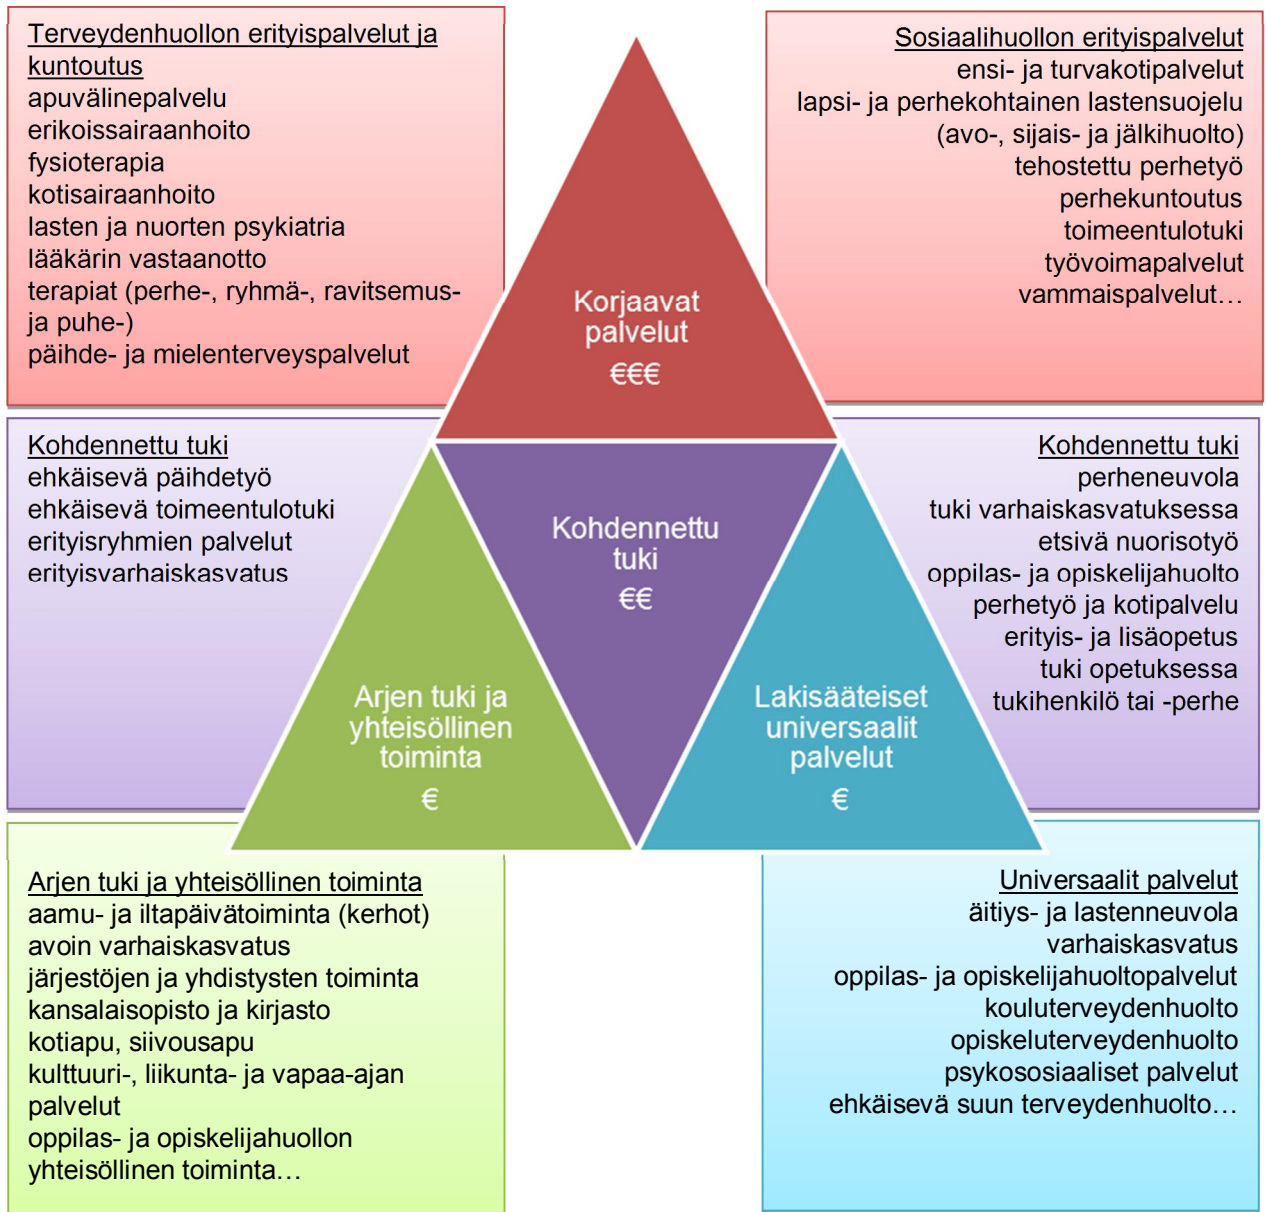 Terveydenhuollon erityispalvelut ja
kuntoutus
apuvälinepalvelu
erikoissairaanhoito
fysioterapia
kotisairaanhoito
lasten ja nuorten psykiatria
lääkärin vastaanotto
terapiat (perhe-, ryhmä-, ravitsemus-
ja puhe-)
päihde- ja mielenterveyspalvelut
Sosiaalihuollon erityispalvelut
ensi- ja turvakotipalvelut
lapsi- ja perhekohtainen lastensuojelu
(avo-, sijais- ja jälkihuolto)
tehostettu perhetyö
perhekuntoutus
toimeentulotuki
työvoimapalvelut
vammaispalvelut…
Korjaavat
palvelut
€€€
Kohdennettu tuki
ehkäisevä päihdetyö
ehkäisevä toimeentulotuki
erityisryhmien palvelut
erityisvarhaiskasvatus
Kohdennettu
tuki
€€
Kohdennettu tuki
perheneuvola
tuki varhaiskasvatuksessa
etsivä nuorisotyö
oppilas- ja opiskelijahuolto
perhetyö ja kotipalvelu
erityis- ja lisäopetus
tuki opetuksessa
tukihenkilö tai -perhe
Arjen tuki ja
yhteisöllinen
toiminta
€
Lakisääteiset
universaalit
palvelut
€
Arjen tuki ja yhteisöllinen toiminta
aamu- ja iltapäivätoiminta (kerhot)
avoin varhaiskasvatus
järjestöjen ja yhdistysten toiminta
kansalaisopisto ja kirjasto
kotiapu, siivousapu
kulttuuri-, liikunta- ja vapaa-ajan
palvelut
oppilas- ja opiskelijahuollon
yhteisöllinen toiminta…
Universaalit palvelut
äitiys- ja lastenneuvola
varhaiskasvatus
oppilas- ja opiskelijahuoltopalvelut
kouluterveydenhuolto
opiskeluterveydenhuolto
psykososiaaliset palvelut
ehkäisevä suun terveydenhuolto…